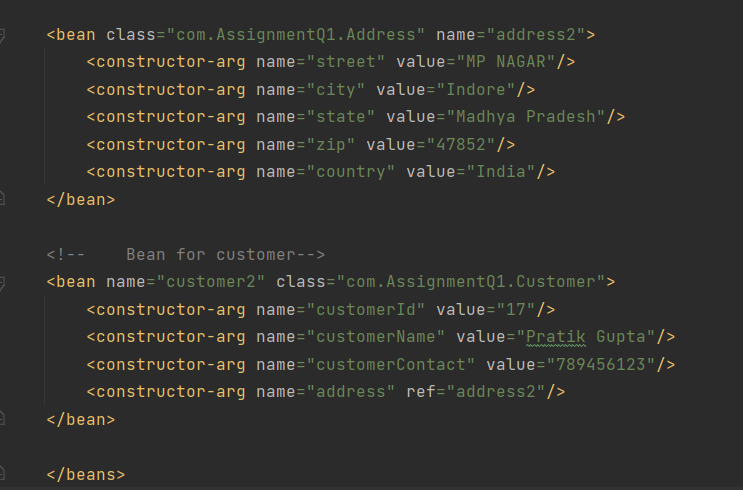 <bean class="com.AssignmentQ1.Address" name="address2">
<constructor-arg name="street" value="MP NAGAR"/>
<constructor-arg name="city" value="Indore"/>
<constructor-arg name="state" value="Madhya Pradesh"/>
<constructor-arg name="zip" value="47852"/>
<constructor-arg name="country" value="India"/>
</bean>
<!--    Bean for customer-->
<bean name="customer2" class="com.AssignmentQ1.Customer">
<constructor-arg name="customerId" value="17"/>
<constructor-arg name="customerName" value="Pratik Gupta"/>
<constructor-arg name="customerContact" value="789456123"/>
<constructor-arg name="address" ref="address2"/>
</bean>
</beans>